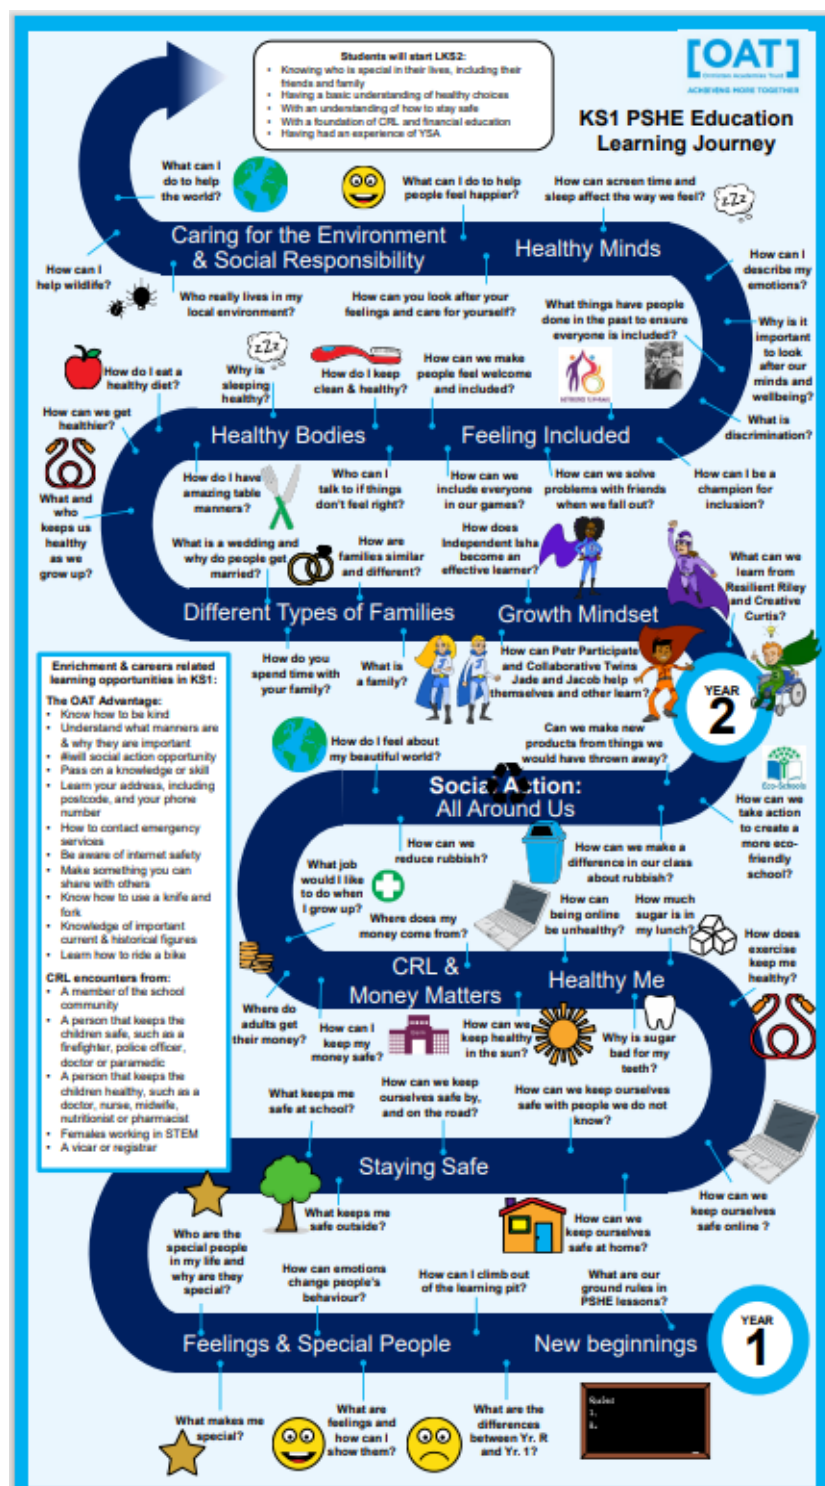 Students will start LKS2:
• Knowing who is special in their lives, including their
friends and family
• Having a basic understanding of healthy choices
• With an understanding of how to stay safe
• With a foundation of CRL and financial education
• Having had an experience of YSA
[OAT]
Ormiston Academies Trust
ACHIEVING MORE TOGETHER
KS1 PSHE Education
Learning Journey
What can I
do to help
the world?
What can I do to help
people feel happier?
How can screen time and
sleep affect the way we feel?
zZz
Caring for the Environment
& Social Responsibility
Healthy Minds
How can I
help wildlife?
Who really lives in my
local environment?
How can you look after your
feelings and care for yourself?
What things have people
done in the past to ensure
everyone is included?
How can I
describe my
emotions?
Why is it
important
to look
after our
minds and
wellbeing?
What is
discrimination?
How do I eat a
healthy diet?
Why is
sleeping
healthy?
zZz
How do I keep
clean & healthy?
How can we make
people feel welcome
and included?
How can we get
healthier?
Healthy Bodies
Feeling Included
What and
who
keeps us
healthy
as we
grow up?
How do I have
amazing table
manners?
Who can I
talk to if things
don't feel right?
How can we
include everyone
in our games?
How can we solve
problems with friends
when we fall out?
How can I be a
champion for
inclusion?
What is a wedding and
why do people get
married?
How are
families similar
and different?
How does
Independent Isha
become an
effective learner?
What can we
learn from
Resilient Riley
and Creative
Curtis?
Different Types of Families
Growth Mindset
How do you
spend time with
your family?
What is
a family?
How can Petr Participate
and Collaborative Twins
Jade and Jacob help
themselves and other learn?
YEAR
2
Enrichment & careers related
learning opportunities in KS1:
The OAT Advantage:
• Know how to be kind
• Understand what manners are
& why they are important
• #iwill social action opportunity
• Pass on a knowledge or skill
• Learn your address, including
postcode, and your phone
number
• How to contact emergency
services
• Be aware of internet safety
• Make something you can
share with others
• Know how to use a knife and
fork
• Knowledge of important
current & historical figures
• Learn how to ride a bike
CRL encounters from:
• A member of the school
community
• A person that keeps the
children safe, such as a
firefighter, police officer,
doctor or paramedic
• A person that keeps the
children healthy, such as a
doctor, nurse, midwife,
nutritionist or pharmacist
• Females working in STEM
• A vicar or registrar
How do I feel about
my beautiful world?
Can we make new
products from things we
would have thrown away?
Eco-Schools
Social Action:
All Around Us
How can we
take action
to create a
more eco-
friendly
school?
How can we
reduce rubbish?
How can we make a
difference in our class
about rubbish?
What job
would I like
to do when
I grow up?
Where does my
money come from?
How can
being online
be unhealthy?
How much
sugar is in
my lunch?
How does
exercise
keep me
healthy?
CRL &
Money Matters
Healthy Me
Where do
adults get
their money?
How can I
keep my
money safe?
How can we
keep healthy
in the sun?
Why is sugar
bad for my
teeth?
What keeps me
safe at school?
How can we keep
ourselves safe by,
and on the road?
How can we keep ourselves
safe with people we do not
know?
Staying Safe
What keeps me
safe outside?
How can we
keep ourselves
safe at home?
How can we
keep ourselves
safe online ?
Who are the
special people
in my life and
why are they
special?
How can emotions
change people's
behaviour?
How can I climb out
of the learning pit?
What are our
ground rules in
PSHE lessons?
Feelings & Special People
New beginnings
YEAR
1
What makes me
special?
What are
feelings and
how can I
show them?
What are the
differences
between Yr. R
and Yr. 1?
Rules:
1.
2.